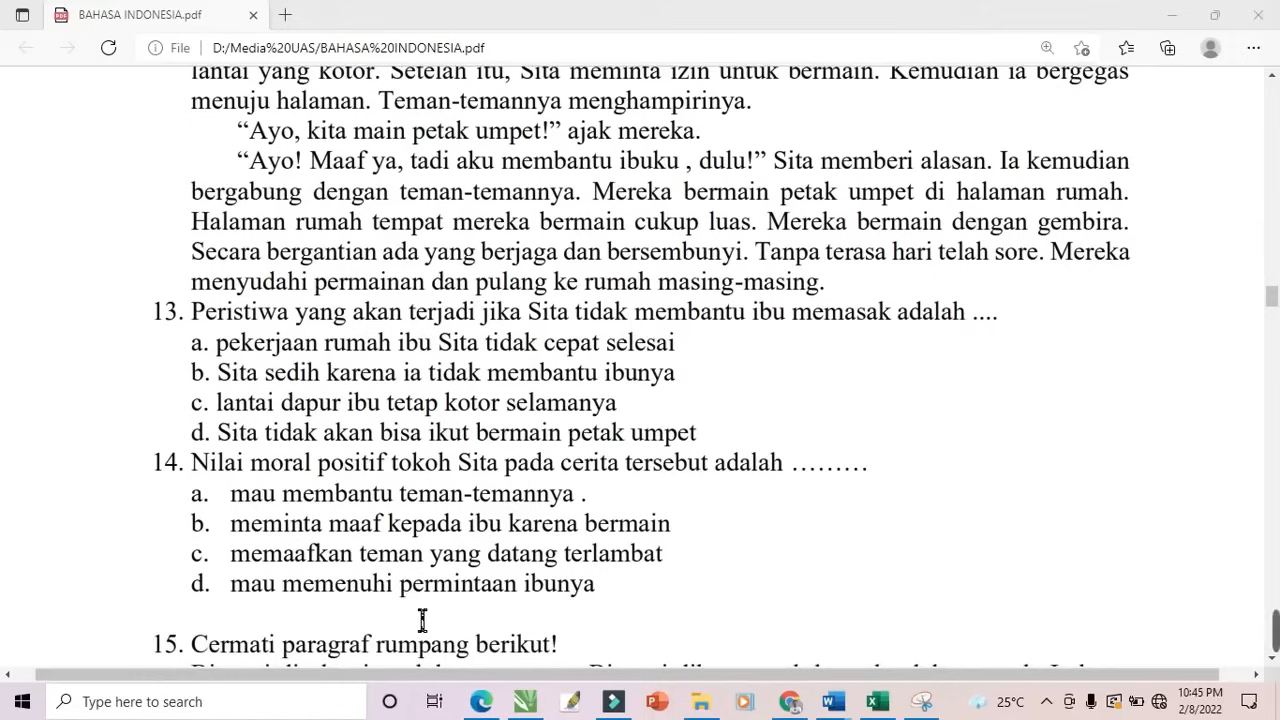 BAHASA INDONESIA.pdf
File D:/Media%20UAS/BAHASA%20INDONESIA.pdf
lantai yang kotor. Setelah itu, Sita meminta izin untuk bermain. Kemudian ia bergegas
menuju halaman. Teman-temannya menghampirinya.
“Ayo, kita main petak umpet!” ajak mereka.
“Ayo! Maaf ya, tadi aku membantu ibuku , dulu!” Sita memberi alasan. Ia kemudian
bergabung dengan teman-temannya. Mereka bermain petak umpet di halaman rumah.
Halaman rumah tempat mereka bermain cukup luas. Mereka bermain dengan gembira.
Secara bergantian ada yang berjaga dan bersembunyi. Tanpa terasa hari telah sore. Mereka
menyudahi permainan dan pulang ke rumah masing-masing.
13. Peristiwa yang akan terjadi jika Sita tidak membantu ibu memasak adalah ....
a. pekerjaan rumah ibu Sita tidak cepat selesai
b. Sita sedih karena ia tidak membantu ibunya
c. lantai dapur ibu tetap kotor selamanya
d. Sita tidak akan bisa ikut bermain petak umpet
14. Nilai moral positif tokoh Sita pada cerita tersebut adalah ………
a. mau membantu teman-temannya .
b. meminta maaf kepada ibu karena bermain
c. memaafkan teman yang datang terlambat
d. mau memenuhi permintaan ibunya
15. Cermati paragraf rumpang berikut!
Type here to search
25°C
10:45 PM
2/8/2022